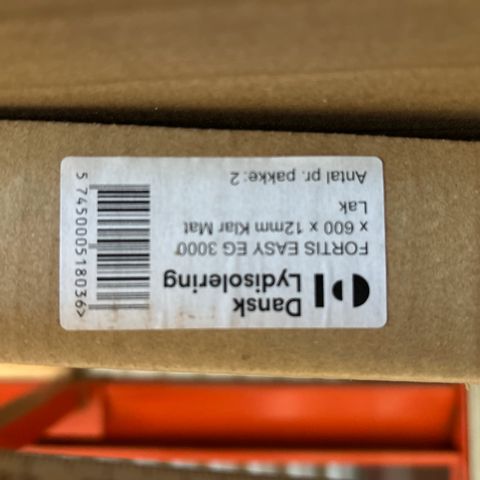 Dansk
Lydisolering
FORTIS EASY EG 3000
x 600 x 12mm Klar Mat
Lak
Antal pr. pakke: 2
5 745000 518036>